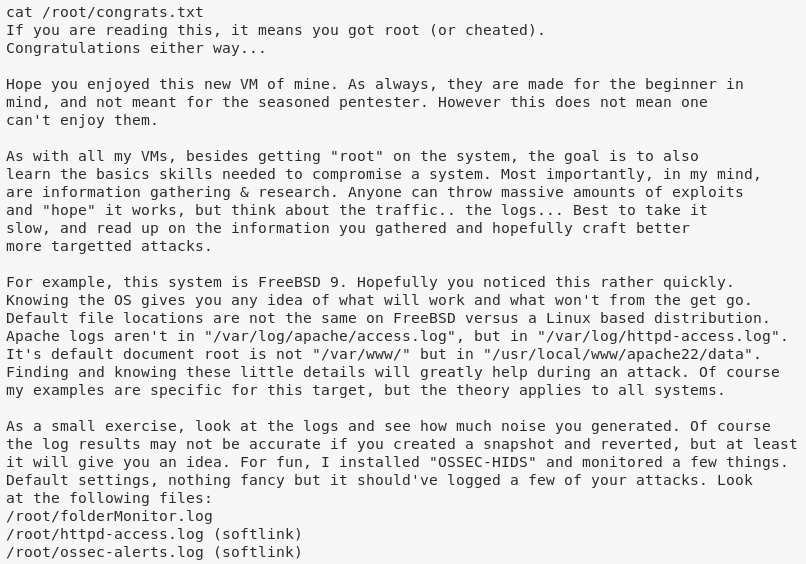 cat /root/congrats.txt
If you are reading this, it means you got root (or cheated).
Congratulations either way...
Hope you enjoyed this new VM of mine. As always, they are made for the beginner in
mind, and not meant for the seasoned pentester. However this does not mean one
can't enjoy them.
As with all my VMs, besides getting "root" on the system, the goal is to also
learn the basics skills needed to compromise a system. Most importantly, in my mind,
are information gathering & research. Anyone can throw massive amounts of exploits
and "hope" it works, but think about the traffic.. the logs... Best to take it
slow, and read up on the information you gathered and hopefully craft better
more targetted attacks.
For example, this system is FreeBSD 9. Hopefully you noticed this rather quickly.
Knowing the OS gives you any idea of what will work and what won't from the get go.
Default file locations are not the same on FreeBSD versus a Linux based distribution.
Apache logs aren't in "/var/log/apache/access.log", but in "/var/log/httpd-access.log".
It's default document root is not "/var/www/" but in "/usr/local/www/apache22/data".
Finding and knowing these little details will greatly help during an attack. Of course
my examples are specific for this target, but the theory applies to all systems.
As a small exercise, look at the logs and see how much noise you generated. Of course
the log results may not be accurate if you created a snapshot and reverted, but at least
it will give you an idea. For fun, I installed "OSSEC-HIDS" and monitored a few things.
Default settings, nothing fancy but it should've logged a few of your attacks. Look
at the following files:
/root/folderMonitor.log
/root/httpd-access.log (softlink)
/root/ossec-alerts.log (softlink)